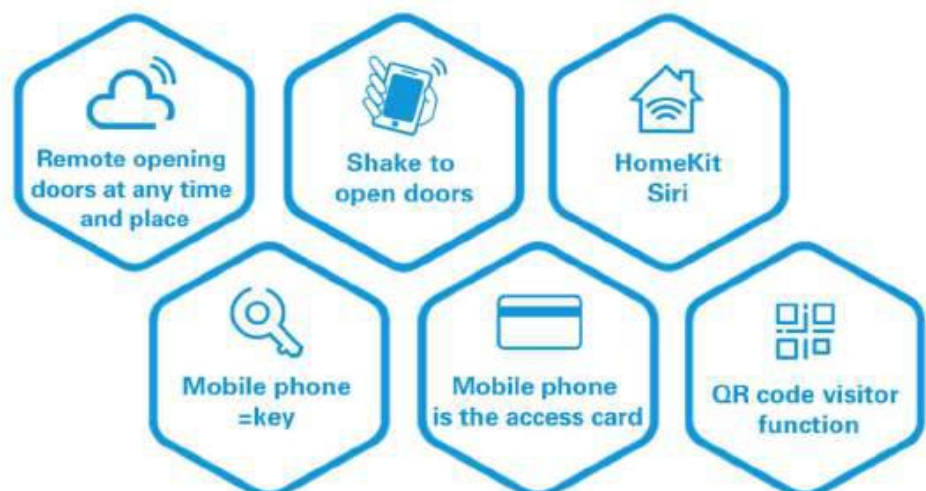 Remote opening
doors at any time
and place
Shake to
open doors
HomeKit
Siri
Mobile phone
=key
Mobile phone
is the access card
QR code visitor
function